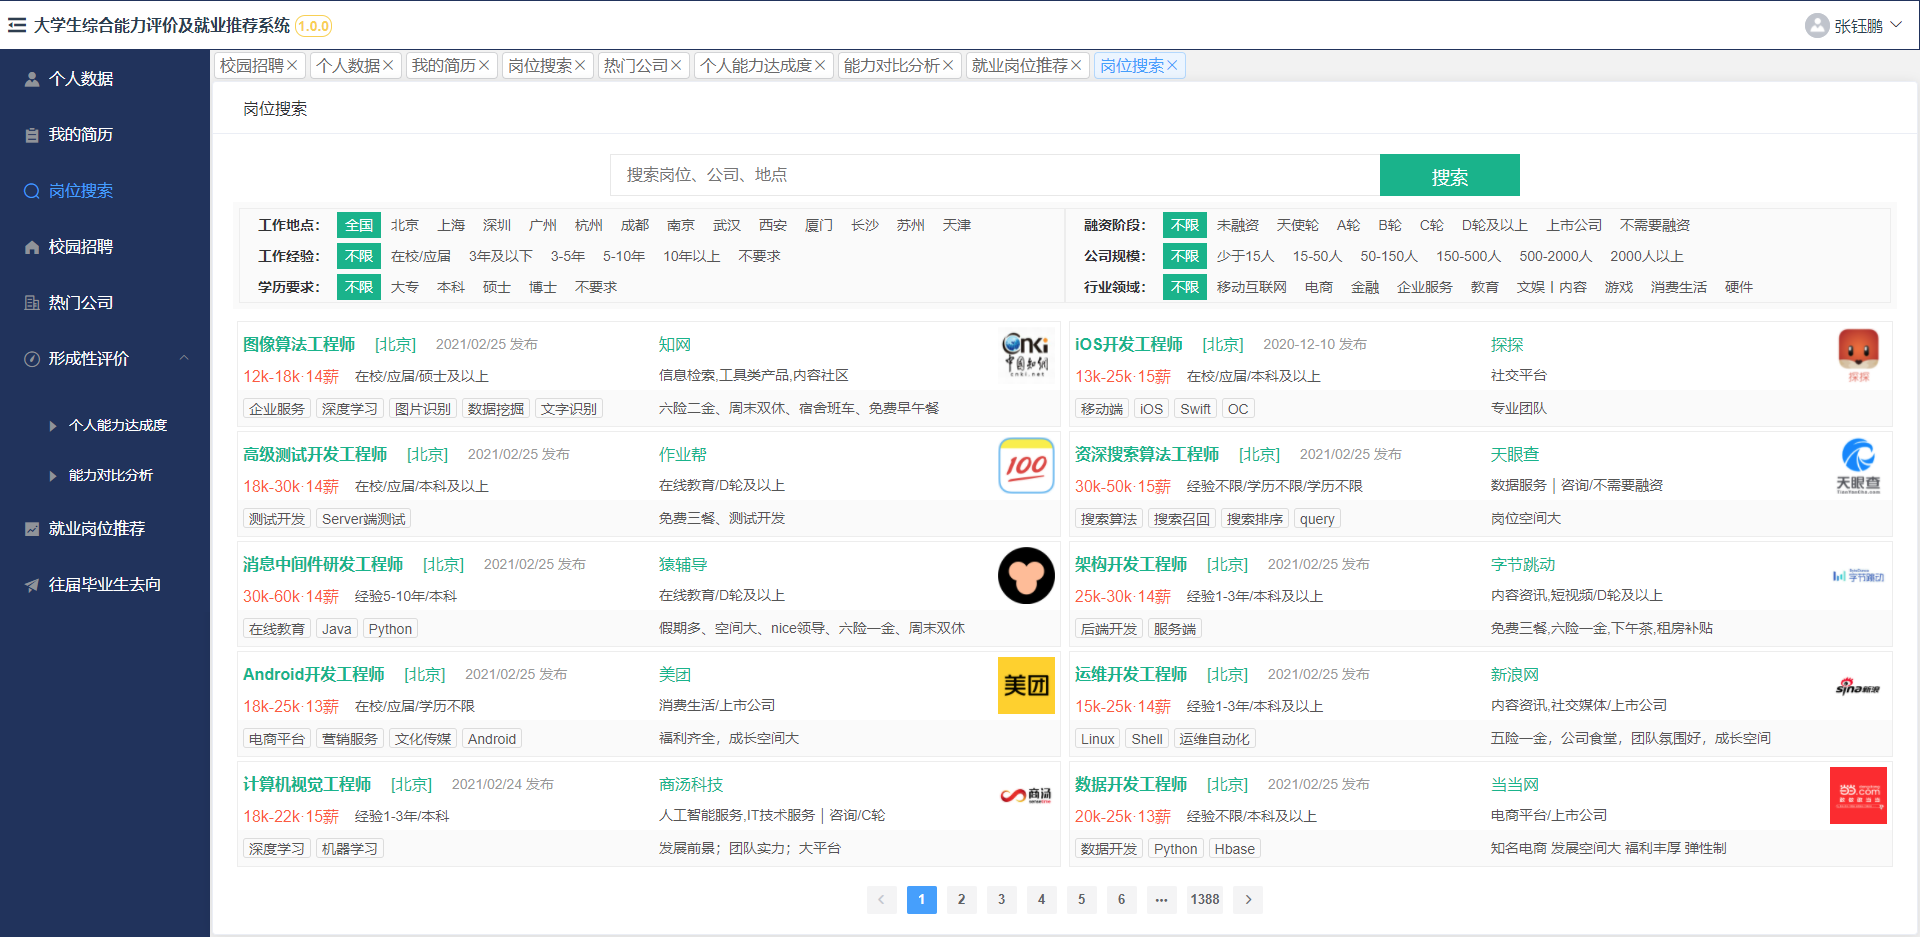 大学生综合能力评价及就业推荐系统 1.0.0
张钰鹏
个人数据
我的简历
岗位搜索
校园招聘
热门公司
形成性评价
个人能力达成度
能力对比分析
就业岗位推荐
往届毕业生去向
校园招聘 个人数据 我的简历 岗位搜索 热门公司 个人能力达成度 能力对比分析 就业岗位推荐 岗位搜索
岗位搜索
搜索岗位、公司、地点 搜索
工作地点： 全国 北京 上海 深圳 广州 杭州 成都 南京 武汉 西安 厦门 长沙 苏州 天津
工作经验： 不限 在校/应届 3年及以下 3-5年 5-10年 10年以上 不要求
学历要求： 不限 大专 本科 硕士 博士 不要求
融资阶段： 不限 未融资 天使轮 A轮 B轮 C轮 D轮及以上 上市公司 不需要融资
公司规模： 不限 少于15人 15-50人 50-150人 150-500人 500-2000人 2000人以上
行业领域： 不限 移动互联网 电商 金融 企业服务 教育 文娱丨内容 游戏 消费生活 硬件
图像算法工程师 [北京] 2021/02/25 发布 知网
12k-18k·14薪 在校/应届/硕士及以上 信息检索,工具类产品,内容社区
企业服务 深度学习 图片识别 数据挖掘 文字识别 六险二金、周末双休、宿舍班车、免费早午餐
cnki
中国知网
cnki.net
iOS开发工程师 [北京] 2020-12-10 发布 探探
13k-25k·15薪 在校/应届/本科及以上 社交平台
移动端 iOS Swift OC 专业团队
探探
高级测试开发工程师 [北京] 2021/02/25 发布 作业帮
18k-30k·14薪 在校/应届/本科及以上 在线教育/D轮及以上
测试开发 Server端测试 免费三餐、测试开发
100
资深搜索算法工程师 [北京] 2021/02/25 发布 天眼查
30k-50k·15薪 经验不限/学历不限/学历不限 数据服务｜咨询/不需要融资
搜索算法 搜索召回 搜索排序 query 岗位空间大
天眼查
消息中间件研发工程师 [北京] 2021/02/25 发布 猿辅导
30k-60k·14薪 经验5-10年/本科 在线教育/D轮及以上
在线教育 Java Python 假期多、空间大、nice领导、六险一金、周末双休
架构开发工程师 [北京] 2021/02/25 发布 字节跳动
25k-30k·14薪 经验1-3年/本科及以上 内容资讯,短视频/D轮及以上
后端开发 服务端 免费三餐,六险一金,下午茶,租房补贴
字节跳动
Android开发工程师 [北京] 2021/02/25 发布 美团
18k-25k·13薪 在校/应届/学历不限 消费生活/上市公司
电商平台 营销服务 文化传媒 Android 福利齐全，成长空间大
美团
运维开发工程师 [北京] 2021/02/25 发布 新浪网
15k-25k·14薪 经验1-3年/本科及以上 内容资讯,社交媒体/上市公司
Linux Shell 运维自动化 五险一金，公司食堂，团队氛围好，成长空间
sina新浪
计算机视觉工程师 [北京] 2021/02/24 发布 商汤科技
18k-22k·15薪 经验1-3年/本科 人工智能服务,IT技术服务｜咨询/C轮
深度学习 机器学习 发展前景；团队实力；大平台
商汤
数据开发工程师 [北京] 2021/02/25 发布 当当网
20k-25k·13薪 经验不限/本科及以上 电商平台/上市公司
数据开发 Python Hbase 知名电商 发展空间大 福利丰厚 弹性制
当当.com
1 2 3 4 5 6 ··· 1388